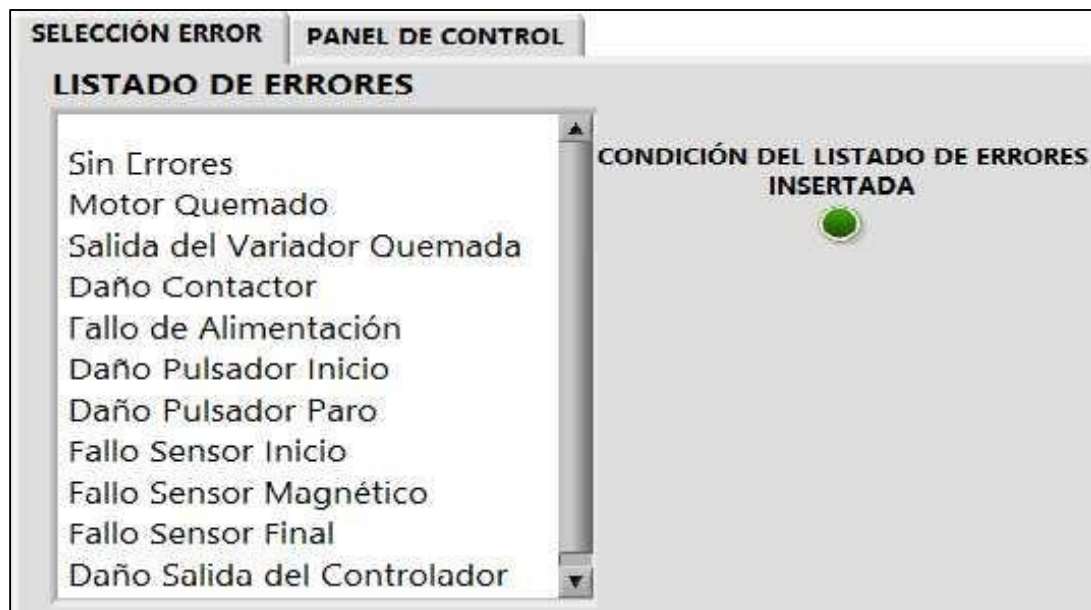 SELECCIÓN ERROR
PANEL DE CONTROL
LISTADO DE ERRORES
Sin Errores
Motor Quemado
Salida del Variador Quemada
Daño Contactor
Fallo de Alimentación
Daño Pulsador Inicio
Daño Pulsador Paro
Fallo Sensor Inicio
Fallo Sensor Magnético
Fallo Sensor Final
Daño Salida del Controlador
CONDICIÓN DEL LISTADO DE ERRORES
INSERTADA